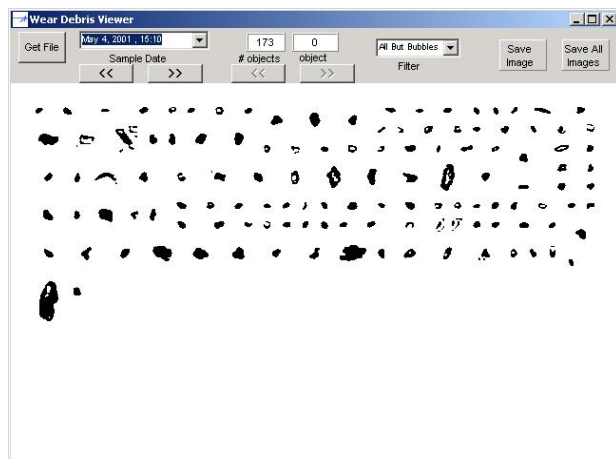 Wear Debris Viewer
Get File
May 4, 2001 , 15:10
Sample Date
<< >>
173 0
# objects object
<< >>
All But Bubbles
Filter
Save Image
Save All Images